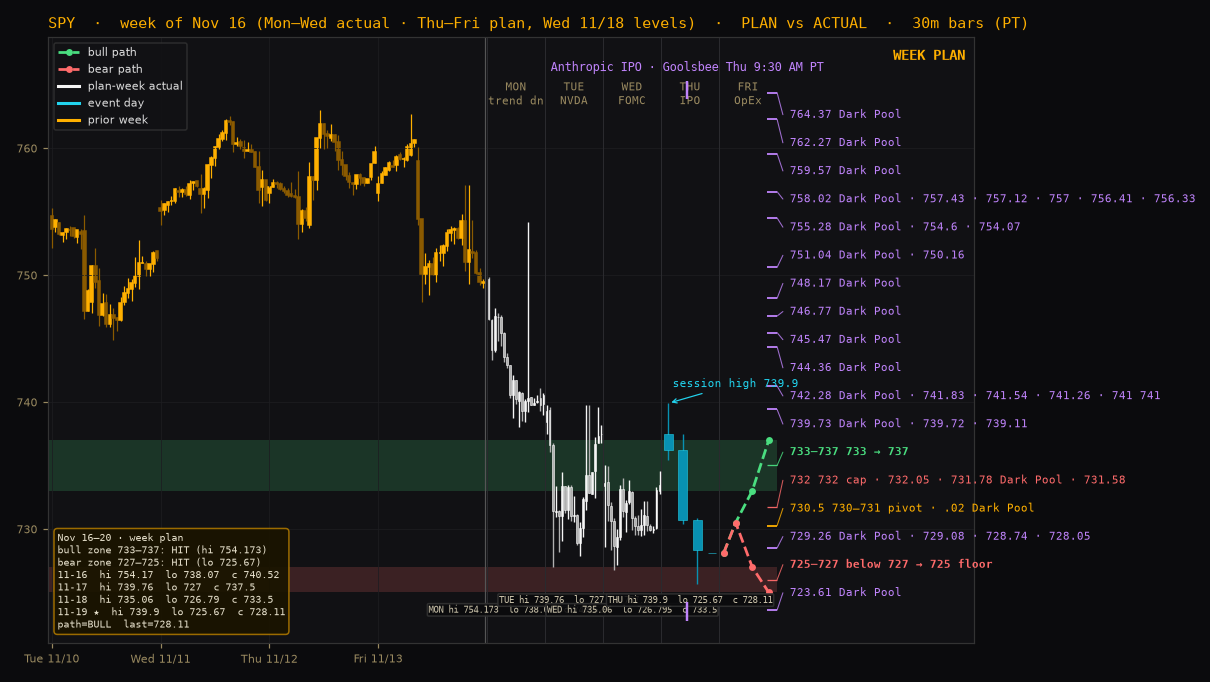 SPY · week of Nov 16 (Mon–Wed actual · Thu–Fri plan, Wed 11/18 levels) · PLAN vs ACTUAL · 30m bars (PT)
bull path
bear path
plan-week actual
event day
prior week
WEEK PLAN
Anthropic IPO · Goolsbee Thu 9:30 AM PT
MON
trend dn
TUE
NVDA
WED
FOMC
THU
IPO
FRI
OpEx
760
750
740
730
session high 739.9
764.37 Dark Pool
762.27 Dark Pool
759.57 Dark Pool
758.02 Dark Pool · 757.43 · 757.12 · 757 · 756.41 · 756.33
755.28 Dark Pool · 754.6 · 754.07
751.04 Dark Pool · 750.16
748.17 Dark Pool
746.77 Dark Pool
745.47 Dark Pool
744.36 Dark Pool
742.28 Dark Pool · 741.83 · 741.54 · 741.26 · 741 741
739.73 Dark Pool · 739.72 · 739.11
733–737 733 → 737
732 732 cap · 732.05 · 731.78 Dark Pool · 731.58
730.5 730–731 pivot · .02 Dark Pool
729.26 Dark Pool · 729.08 · 728.74 · 728.05
725–727 below 727 → 725 floor
723.61 Dark Pool
Nov 16–20 · week plan
bull zone 733–737: HIT (hi 754.173)
bear zone 727–725: HIT (lo 725.67)
11-16 hi 754.17 lo 738.07 c 740.52
11-17 hi 739.76 lo 727 c 737.5
11-18 hi 735.06 lo 726.79 c 733.5
11-19 ★ hi 739.9 lo 725.67 c 728.11
path=BULL last=728.11
TUE hi 739.76 lo 727
THU hi 739.9 lo 725.67 c 728.11
MON hi 754.173 lo 738.
WED hi 735.06 lo 726.795 c 733.5
Tue 11/10
Wed 11/11
Thu 11/12
Fri 11/13